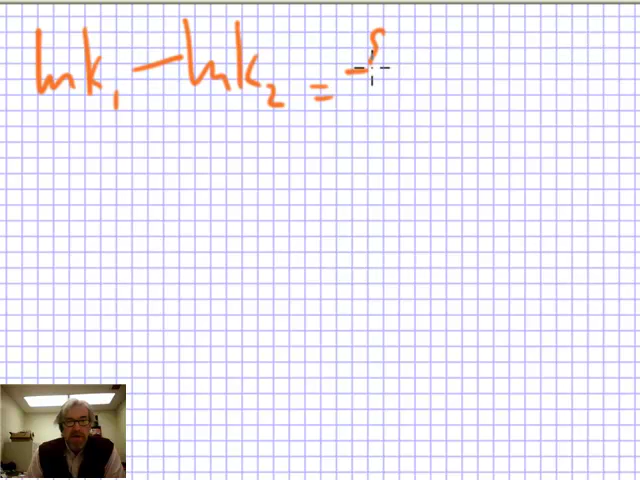 ln k₁ – ln k₂ = –